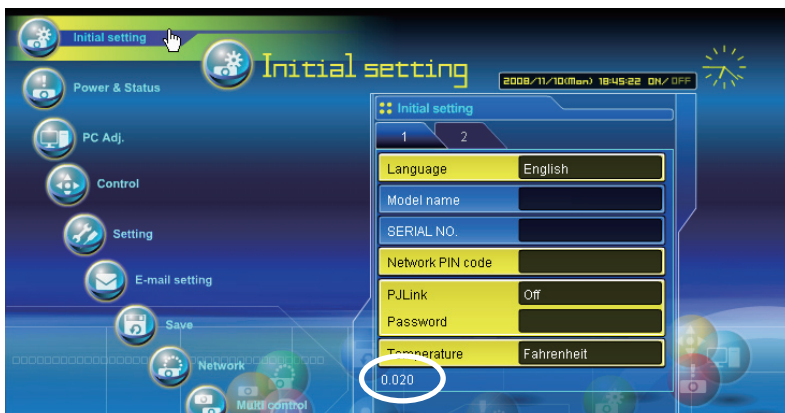 Initial setting
Initial setting
2008/11/10(Mon) 18:45:22 ON/OFF
Power & Status
PC Adj.
Control
Setting
E-mail setting
Save
Network
Multi control
Initial setting
1 2
Language English
Model name
SERIAL NO.
Network PIN code
PJLink Off
Password
Temperature Fahrenheit
0.020